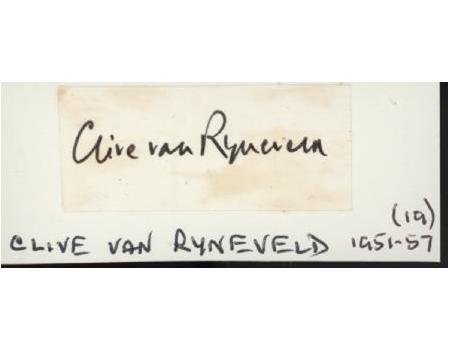 Clive van Ryneveld
(19)
CLIVE VAN RYNEVELD 1951-57